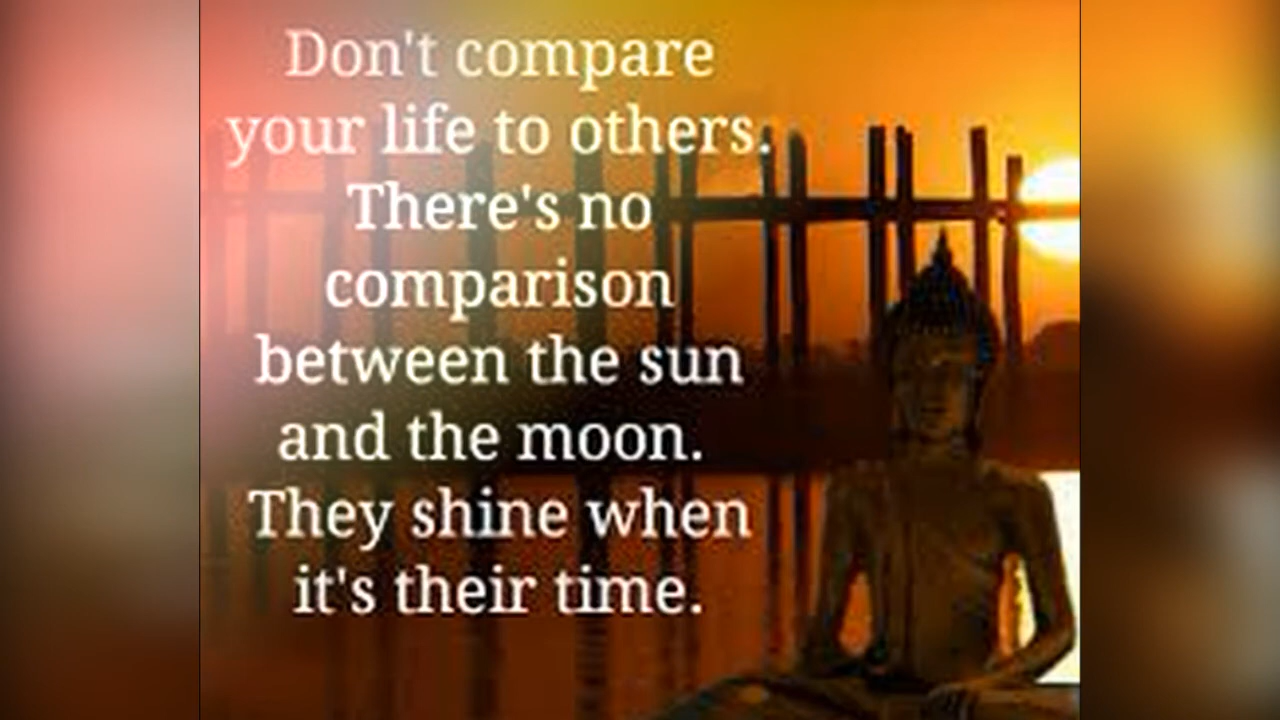 Don't compare
your life to others.
There's no
comparison
between the sun
and the moon.
They shine when
it's their time.